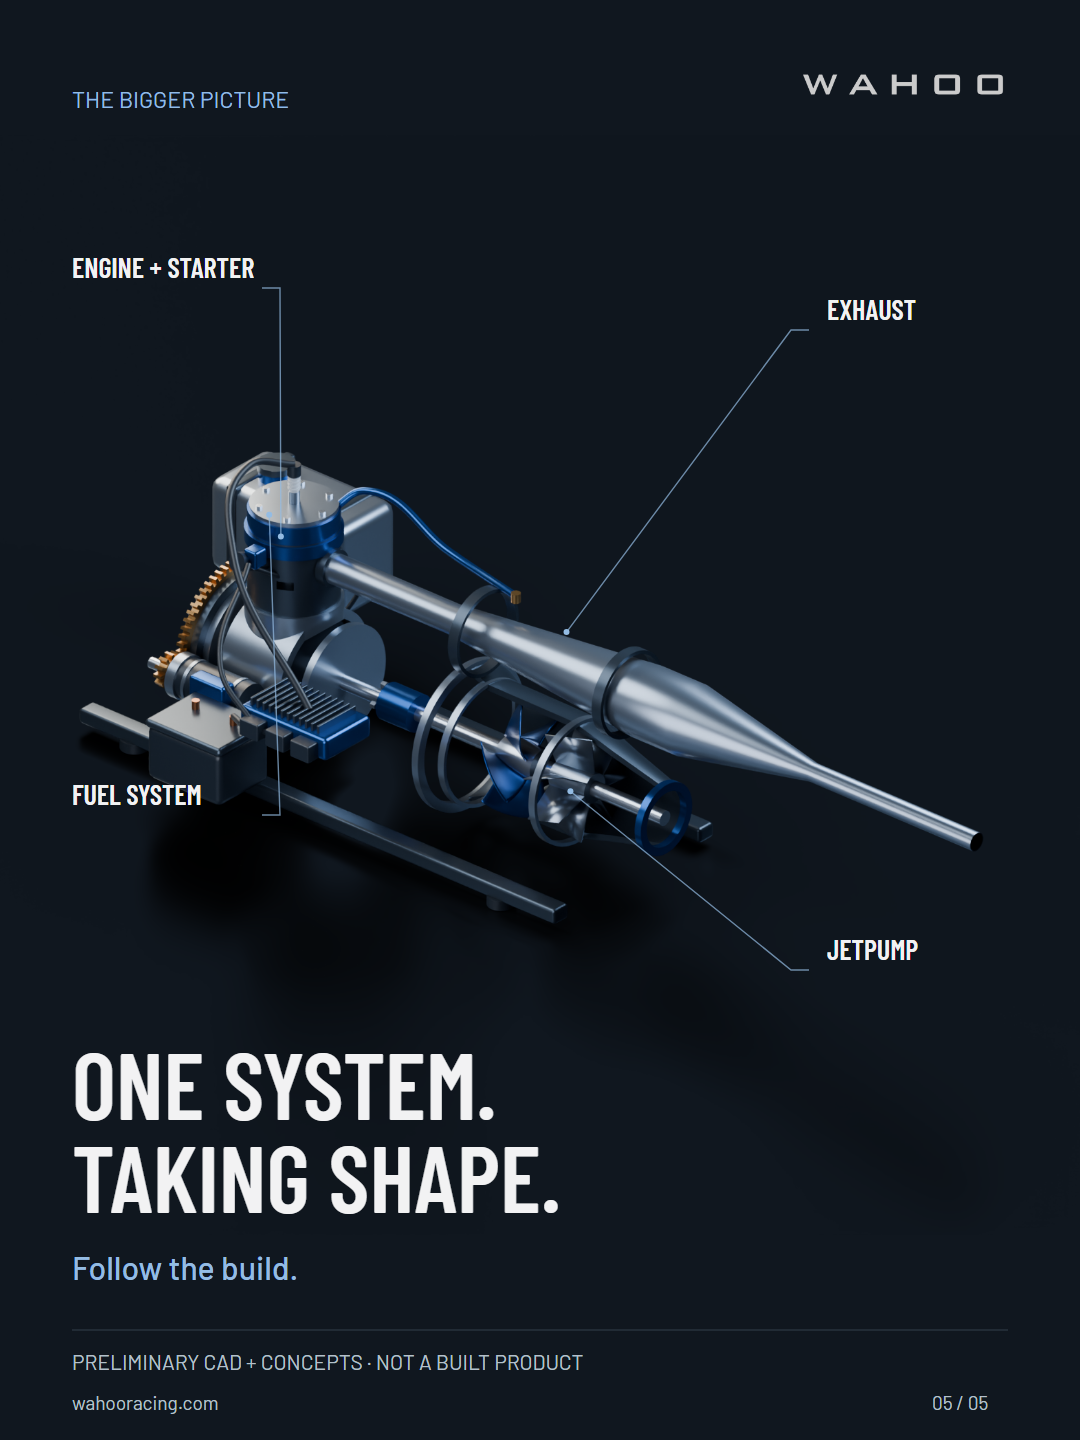 THE BIGGER PICTURE
WAHOO
ENGINE + STARTER
EXHAUST
FUEL SYSTEM
JETPUMP
ONE SYSTEM.
TAKING SHAPE.
Follow the build.
PRELIMINARY CAD + CONCEPTS · NOT A BUILT PRODUCT
wahooracing.com
05 / 05